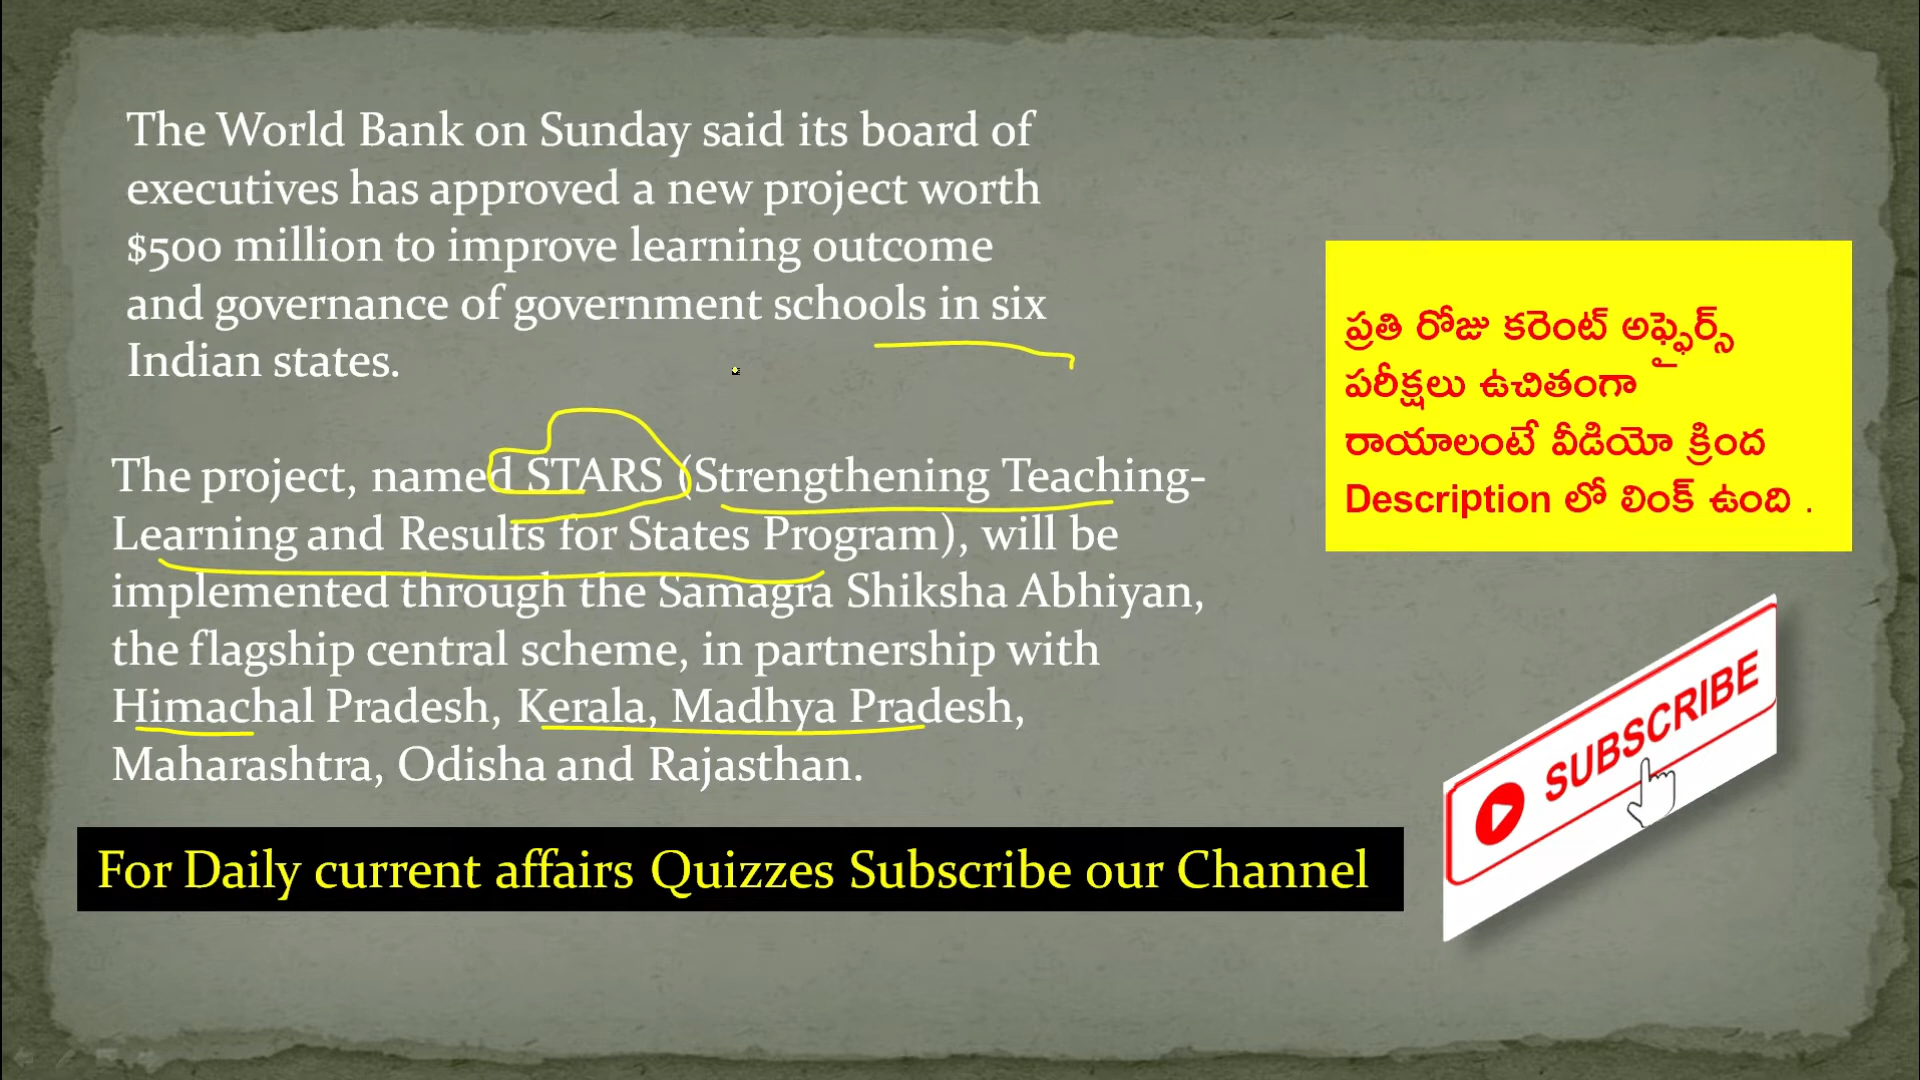 The World Bank on Sunday said its board of
executives has approved a new project worth
$500 million to improve learning outcome
and governance of government schools in six
Indian states.
The project, named STARS (Strengthening Teaching-
Learning and Results for States Program), will be
implemented through the Samagra Shiksha Abhiyan,
the flagship central scheme, in partnership with
Himachal Pradesh, Kerala, Madhya Pradesh,
Maharashtra, Odisha and Rajasthan.
For Daily current affairs Quizzes Subscribe our Channel
ప్రతి రోజు కరెంట్ అఫ్ఫైర్స్
పరీక్షలు ఉచితంగా
రాయాలంటే వీడియో క్రింద
Description లో లింక్ ఉంది .
SUBSCRIBE